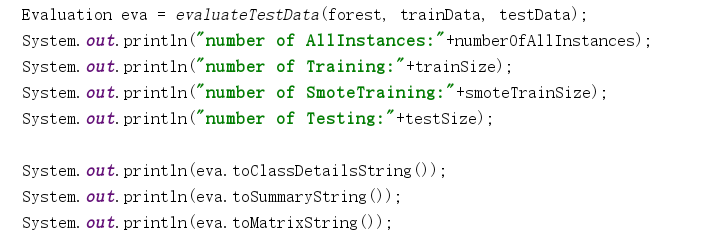 Evaluation eva = evaluateTestData(forest, trainData, testData);
System.out.println("number of AllInstances:"+numberOfAllInstances);
System.out.println("number of Training:"+trainSize);
System.out.println("number of SmoteTraining:"+smoteTrainSize);
System.out.println("number of Testing:"+testSize);
System.out.println(eva.toClassDetailsString());
System.out.println(eva.toSummaryString());
System.out.println(eva.toMatrixString());